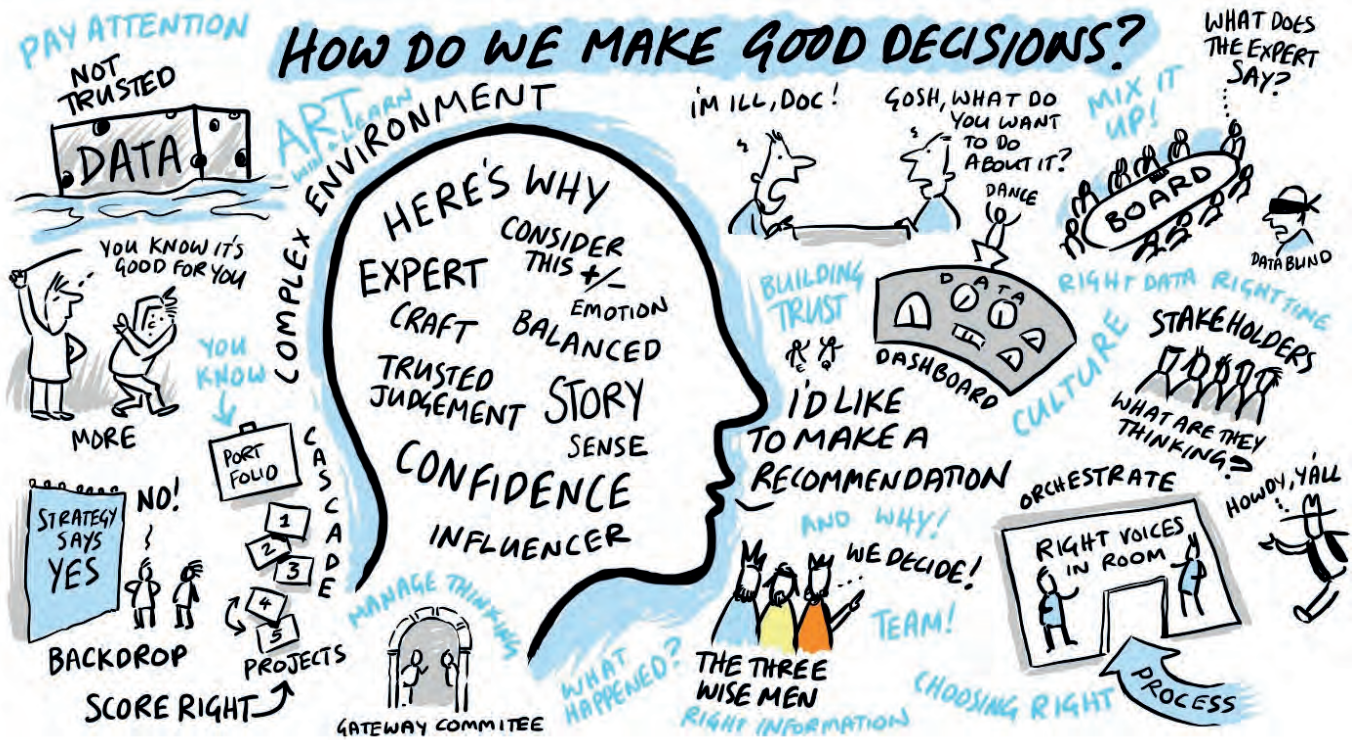 HOW DO WE MAKE GOOD DECISIONS?
PAY ATTENTION
NOT
TRUSTED
DATA
ART
WIN & LEARN
COMPLEX ENVIRONMENT
YOU KNOW IT'S
GOOD FOR YOU
MORE
YOU
KNOW
PORT
FOLIO
CASCADE
1
2
3
4
5
PROJECTS
SCORE RIGHT
STRATEGY
SAYS
YES
NO!
BACKDROP
HERE'S WHY
EXPERT
CONSIDER
THIS +/-
EMOTION
CRAFT
BALANCED
TRUSTED
JUDGEMENT
STORY
SENSE
CONFIDENCE
INFLUENCER
MANAGE THINKING
GATEWAY COMMITEE
WHAT
HAPPENED?
I'M ILL, DOC!
GOSH, WHAT DO
YOU WANT
TO DO
ABOUT IT?
DANCE
DATA
DASHBOARD
BUILDING
TRUST
I'D LIKE
TO MAKE A
RECOMMENDATION
AND WHY!
WE DECIDE!
TEAM!
THE THREE
WISE MEN
RIGHT INFORMATION
MIX IT
UP!
WHAT DOES
THE EXPERT
SAY?
BOARD
DATA BLIND
RIGHT DATA RIGHT TIME
CULTURE
STAKEHOLDERS
WHAT ARE THEY
THINKING?
ORCHESTRATE
RIGHT VOICES
IN ROOM
HOWDY, Y'ALL
CHOOSING RIGHT
PROCESS